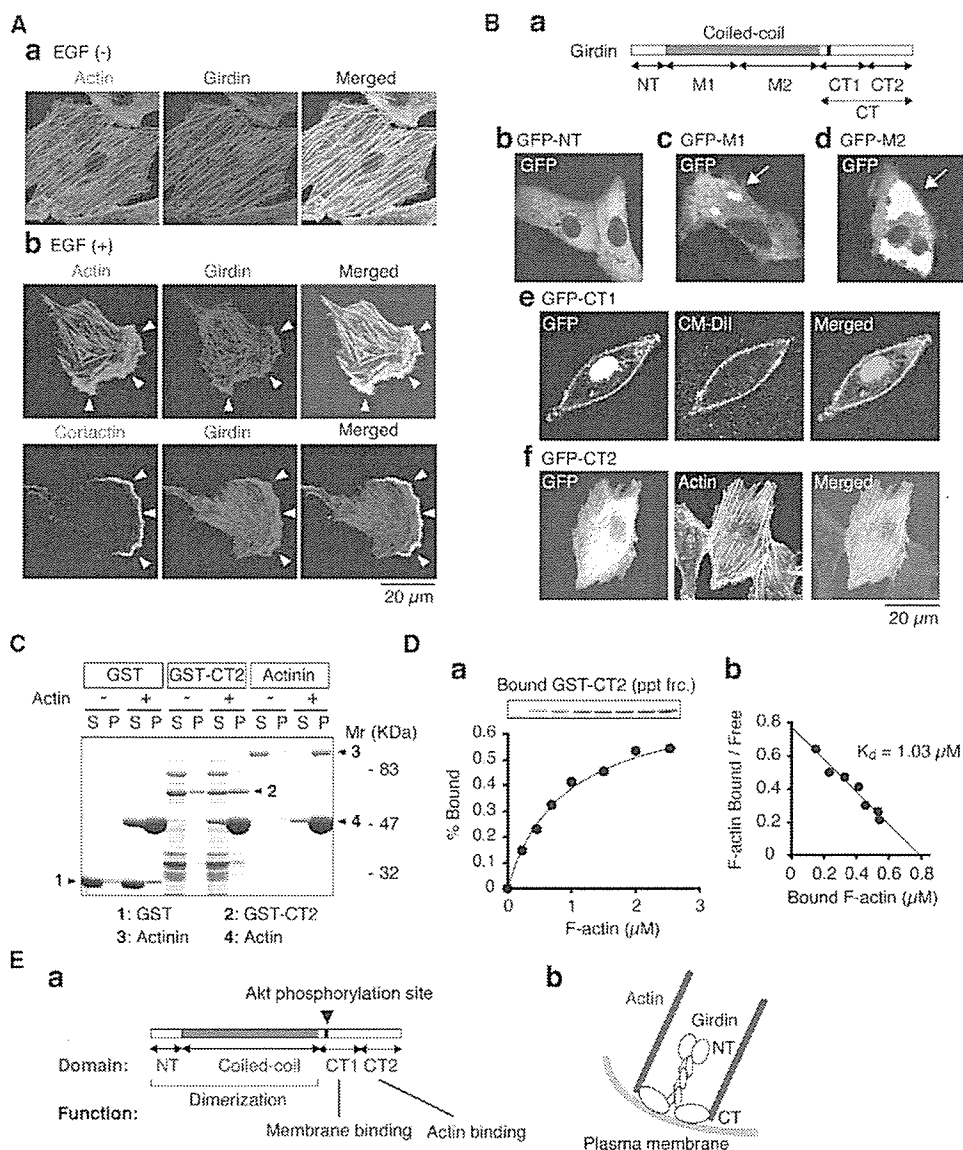 A
a EGF (-)
Actin Girdin Merged
b EGF (+)
Actin Girdin Merged
Cortactin Girdin Merged
20 µm
B a
Coiled-coil
Girdin
NT M1 M2 CT1 CT2
CT
b GFP-NT c GFP-M1 d GFP-M2
GFP GFP GFP
e GFP-CT1
GFP CM-DiI Merged
f GFP-CT2
GFP Actin Merged
20 µm
C
GST GST-CT2 Actinin
Actin - + - + - +
S P S P S P S P S P S P
Mr (KDa)
3
- 83
2
4 - 47
- 32
1
1: GST 2: GST-CT2
3: Actinin 4: Actin
D
a
Bound GST-CT2 (ppt frc.)
% Bound
0.6
0.5
0.4
0.3
0.2
0.1
0
0 1 2 3
F-actin (µM)
b
F-actin Bound / Free
0.8
0.6
0.4
0.2
0
Kd = 1.03 µM
0 0.2 0.4 0.6 0.8
Bound F-actin (µM)
E
a
Akt phosphorylation site
Domain: NT Coiled-coil CT1 CT2
Dimerization
Function:
Membrane binding Actin binding
b
Actin
Girdin
NT
CT
Plasma membrane